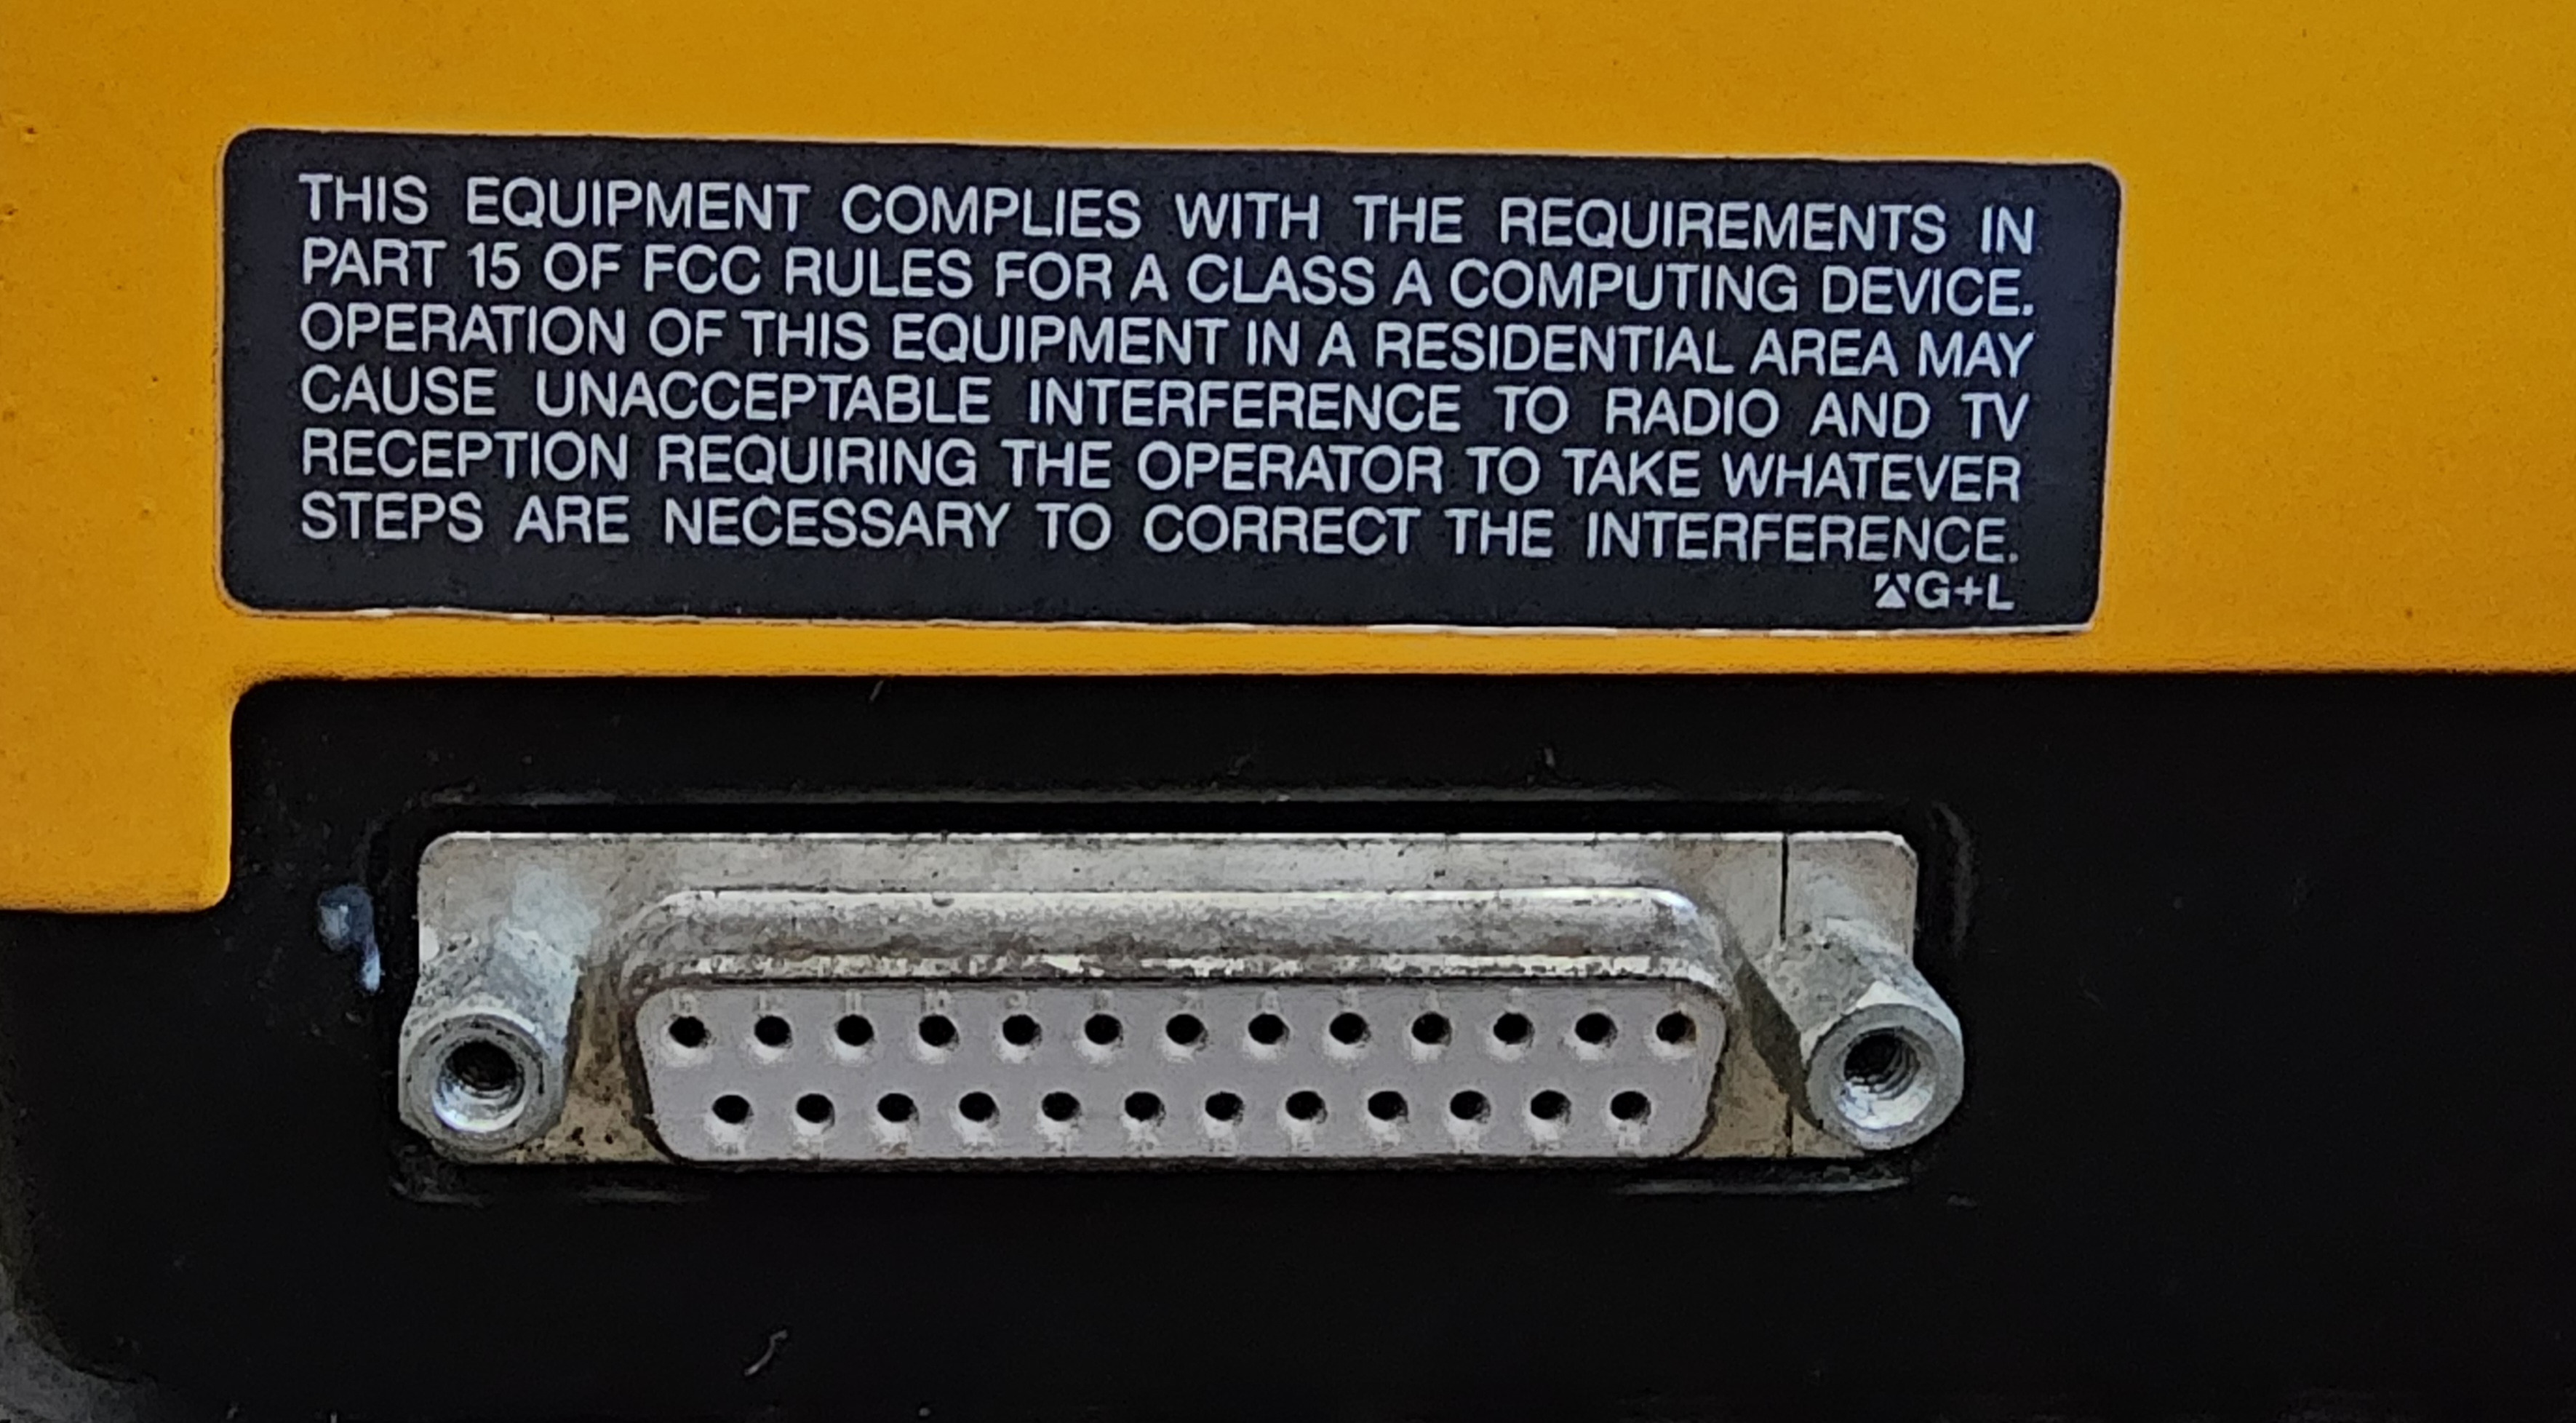 THIS EQUIPMENT COMPLIES WITH THE REQUIREMENTS IN
PART 15 OF FCC RULES FOR A CLASS A COMPUTING DEVICE.
OPERATION OF THIS EQUIPMENT IN A RESIDENTIAL AREA MAY
CAUSE UNACCEPTABLE INTERFERENCE TO RADIO AND TV
RECEPTION REQUIRING THE OPERATOR TO TAKE WHATEVER
STEPS ARE NECESSARY TO CORRECT THE INTERFERENCE.
G+L